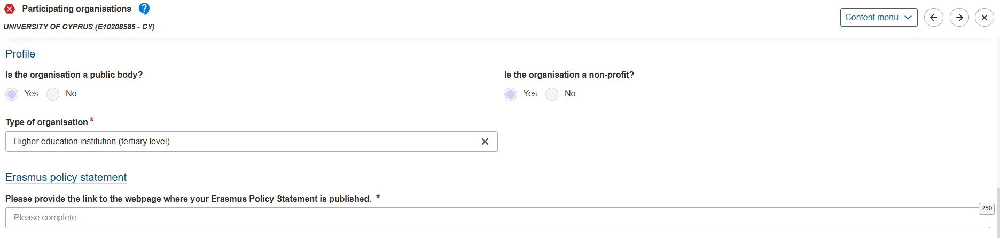 Participating organisations
UNIVERSITY OF CYPRUS (E10208585 - CY)
Content menu
Profile
Is the organisation a public body?
Yes No
Is the organisation a non-profit?
Yes No
Type of organisation *
Higher education institution (tertiary level)
Erasmus policy statement
Please provide the link to the webpage where your Erasmus Policy Statement is published. *
250
Please complete...